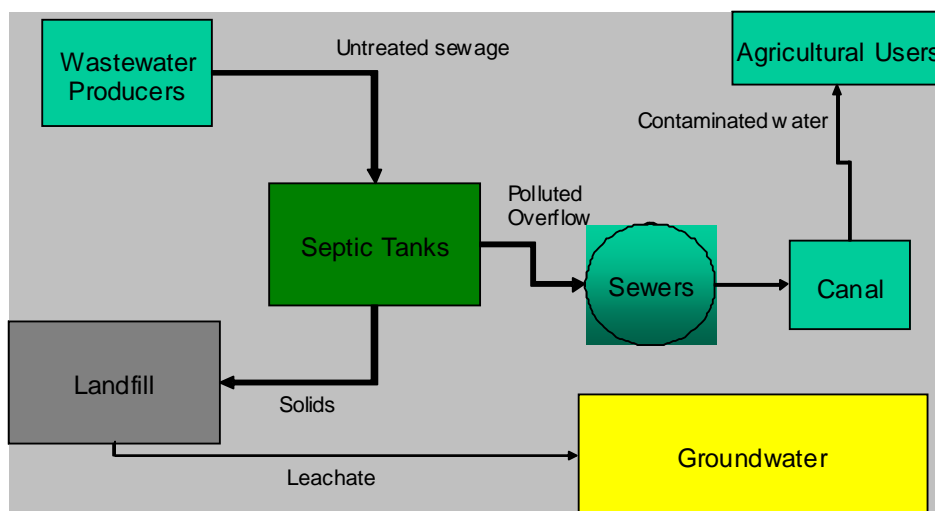 Untreated sewage
Wastewater
Producers
Agricultural Users
Contaminated water
Polluted
Overflow
Septic Tanks
Sewers
Canal
Landfill
Solids
Groundwater
Leachate